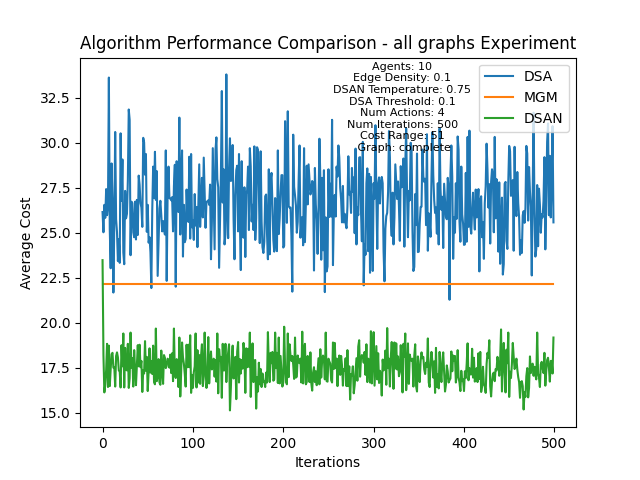 Algorithm Performance Comparison - all graphs Experiment
Agents: 10
Edge Density: 0.1
DSAN Temperature: 0.75
DSA Threshold: 0.1
Num Actions: 4
Num Iterations: 500
Cost Range: 51
Graph: complete
DSA
MGM
DSAN
Average Cost
32.5
30.0
27.5
25.0
22.5
20.0
17.5
15.0
0
100
200
300
400
500
Iterations